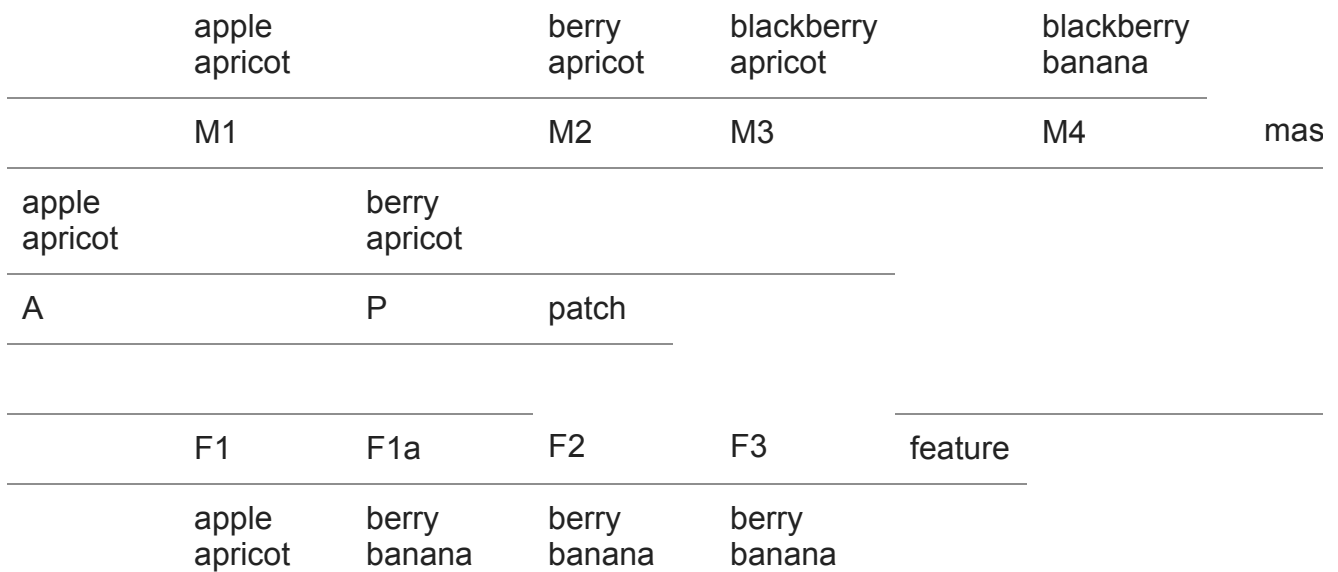 apple berry blackberry blackberry
apricot apricot apricot banana
M1 M2 M3 M4 mas
apple berry
apricot apricot
A P patch
F1 F1a F2 F3 feature
apple berry berry berry
apricot banana banana banana